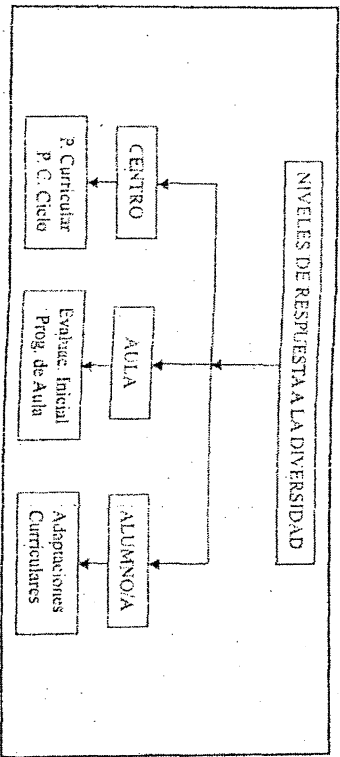 NIVELES DE RESPUESTA A LA DIVERSIDAD
CENTRO
AULA
ALUMNO/A
P. Curricular
P. C. Ciclo
Evaluac. Inicial
Prog. de Aula
Adaptaciones
Curriculares